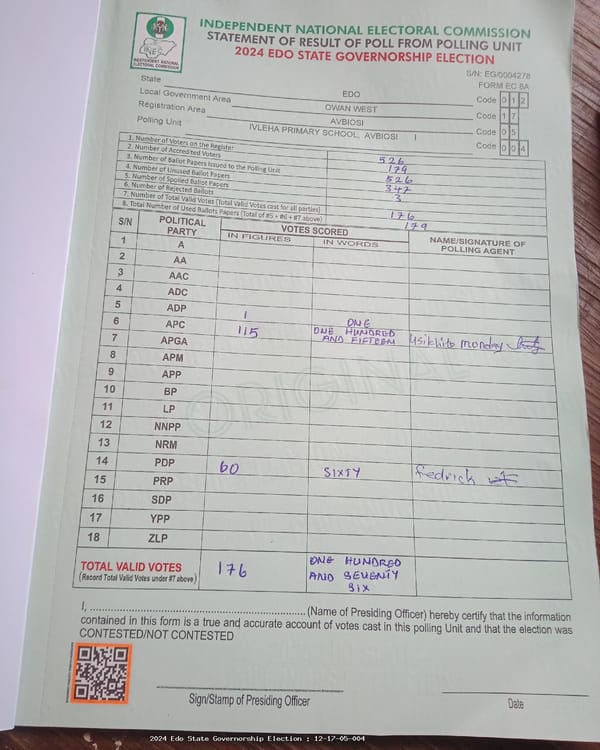 INDEPENDENT NATIONAL ELECTORAL COMMISSION
STATEMENT OF RESULT OF POLL FROM POLLING UNIT
2024 EDO STATE GOVERNORSHIP ELECTION
INEC
INDEPENDENT NATIONAL
ELECTORAL COMMISSION
S/N: EG/0004278
FORM EC 8A
State EDO Code 0 1 2
Local Government Area OWAN WEST Code 1 7
Registration Area AVBIOSI Code 0 5
Polling Unit IVLEHA PRIMARY SCHOOL, AVBIOSI I Code 0 0 4
1. Number of Voters on the Register 526
2. Number of Accredited Voters 179
3. Number of Ballot Papers Issued to the Polling Unit 526
4. Number of Unused Ballot Papers 347
5. Number of Spoiled Ballot Papers
6. Number of Rejected Ballots 3
7. Number of Total Valid Votes (Total Valid Votes cast for all parties) 176
8. Total Number of Used Ballots Papers (Total of #5 + #6 + #7 above) 179
S/N POLITICAL PARTY VOTES SCORED NAME/SIGNATURE OF POLLING AGENT
IN FIGURES IN WORDS
1 A
2 AA
3 AAC
4 ADC
5 ADP 1 ONE
6 APC 115 ONE HUNDRED AND FIFTEEN monday
7 APGA
8 APM
9 APP
10 BP
11 LP
12 NNPP
13 NRM
14 PDP 60 SIXTY fedrick
15 PRP
16 SDP
17 YPP
18 ZLP
ORIGINAL
TOTAL VALID VOTES 176 ONE HUNDRED AND SEVENTY SIX
(Record Total Valid Votes under #7 above)
I, ........................................................... (Name of Presiding Officer) hereby certify that the information
contained in this form is a true and accurate account of votes cast in this polling Unit and that the election was
CONTESTED/NOT CONTESTED
Sign/Stamp of Presiding Officer Date
2024 Edo State Governorship Election : 12-17-05-004